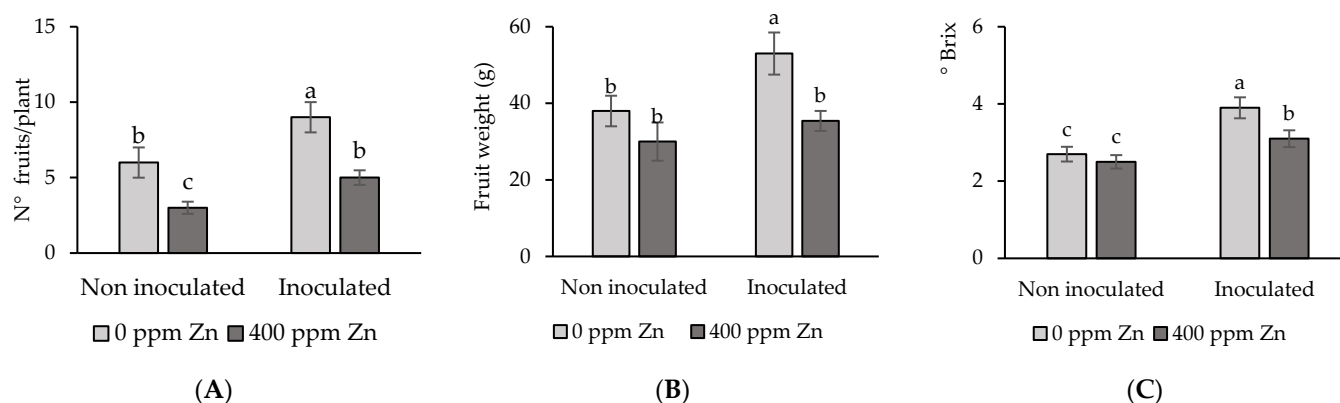 N° fruits/plant
15
10
5
0
b
c
a
b
Non inoculated
Inoculated
0 ppm Zn
400 ppm Zn
(A)
Fruit weight (g)
60
40
20
0
b
b
a
b
Non inoculated
Inoculated
0 ppm Zn
400 ppm Zn
(B)
° Brix
6
4
2
0
c
c
a
b
Non inoculated
Inoculated
0 ppm Zn
400 ppm Zn
(C)